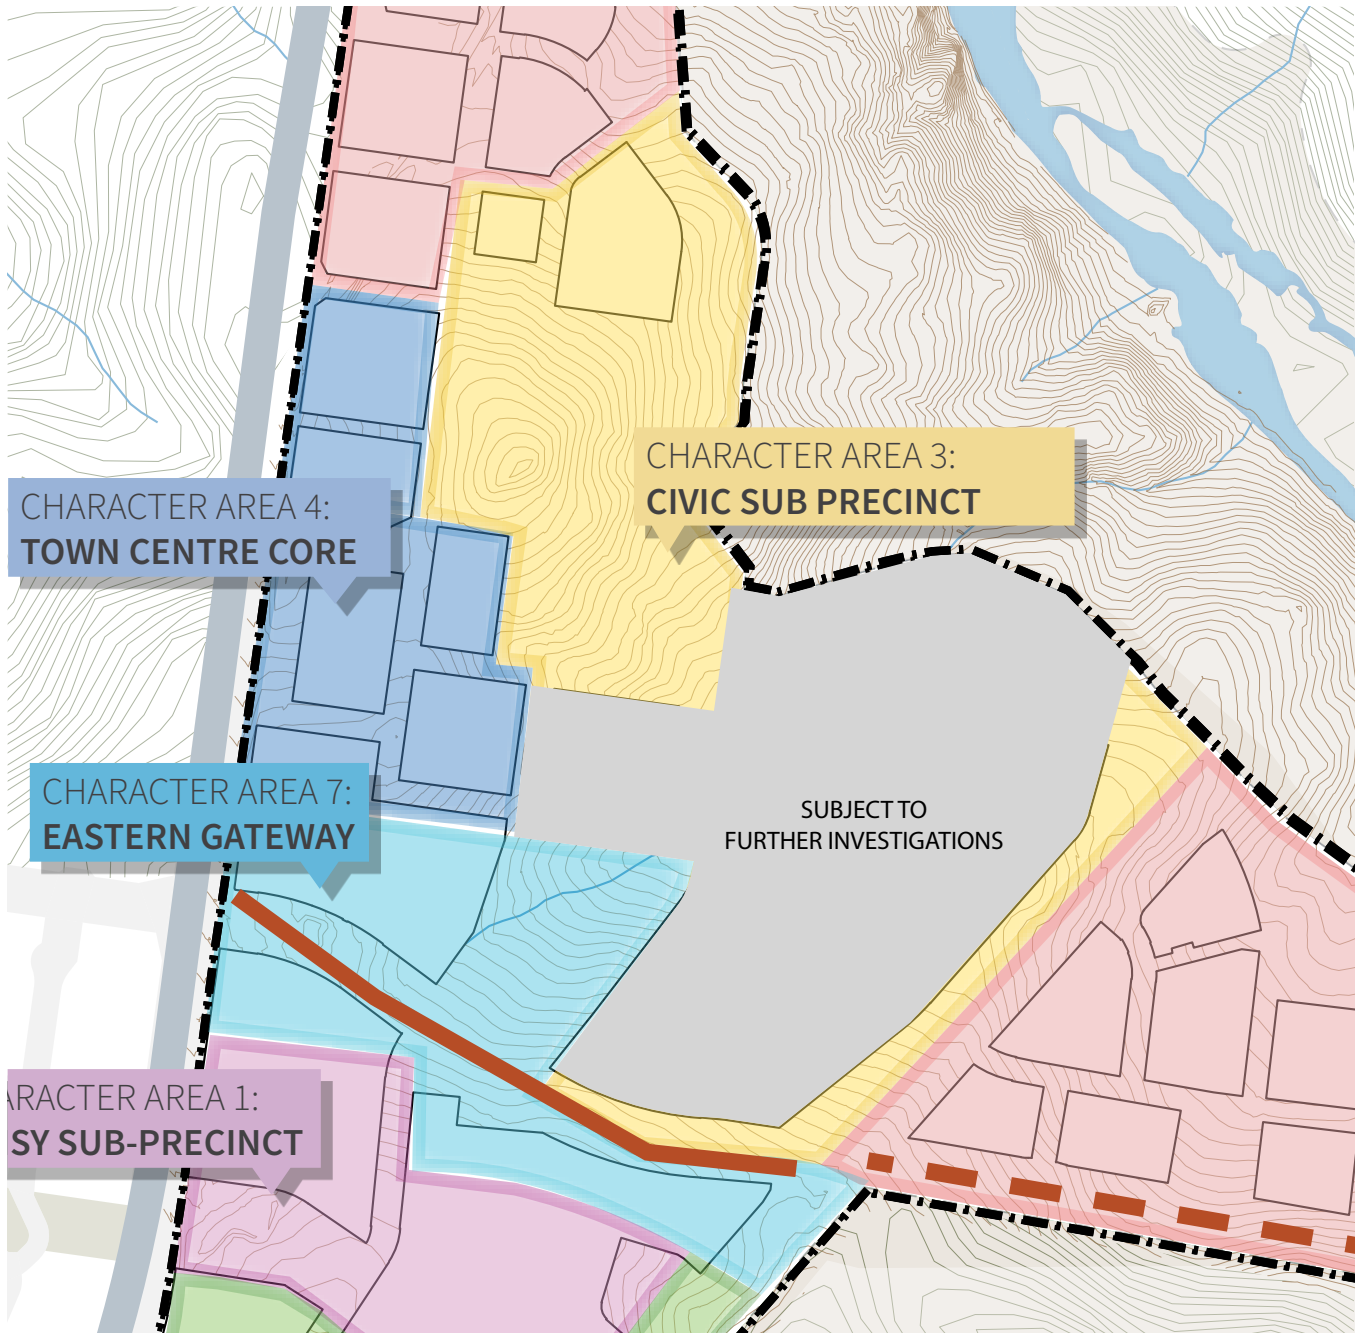 CHARACTER AREA 3:
CIVIC SUB PRECINCT
CHARACTER AREA 4:
TOWN CENTRE CORE
CHARACTER AREA 7:
EASTERN GATEWAY
SUBJECT TO
FURTHER INVESTIGATIONS
ARACTER AREA 1:
SY SUB-PRECINCT